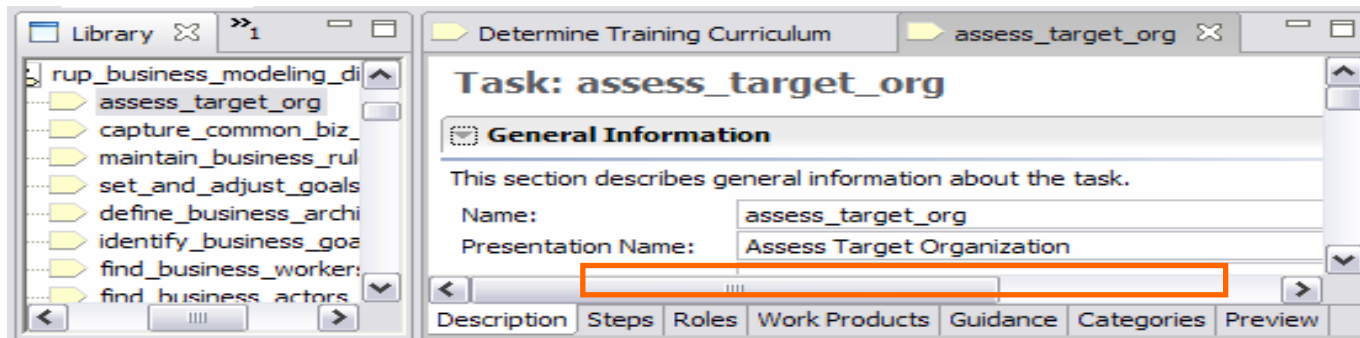 Library »1
rup_business_modeling_di
assess_target_org
capture_common_biz_
maintain_business_rul
set_and_adjust_goals
define_business_archi
identify_business_goa
find_business_worker
find_business_actors
Determine Training Curriculum assess_target_org
Task: assess_target_org
General Information
This section describes general information about the task.
Name: assess_target_org
Presentation Name: Assess Target Organization
Description Steps Roles Work Products Guidance Categories Preview